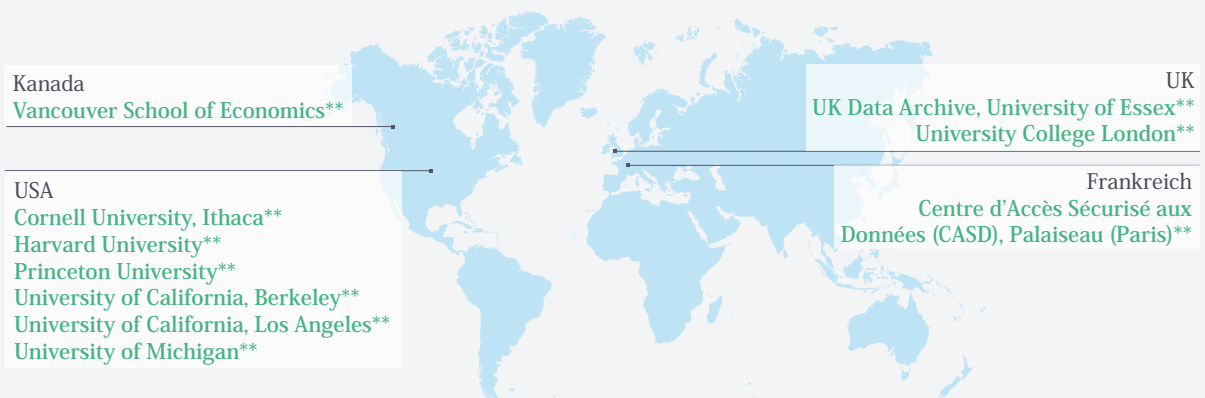 Kanada
Vancouver School of Economics**
USA
Cornell University, Ithaca**
Harvard University**
Princeton University**
University of California, Berkeley**
University of California, Los Angeles**
University of Michigan**
UK
UK Data Archive, University of Essex**
University College London**
Frankreich
Centre d’Accès Sécurisé aux
Données (CASD), Palaiseau (Paris)**